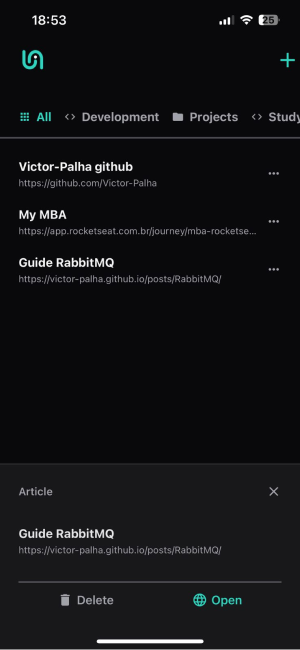 18:53
25
All Development Projects Study
Victor-Palha github
https://github.com/Victor-Palha
My MBA
https://app.rocketseat.com.br/journey/mba-rocketse...
Guide RabbitMQ
https://victor-palha.github.io/posts/RabbitMQ/
Article
Guide RabbitMQ
https://victor-palha.github.io/posts/RabbitMQ/
Delete Open